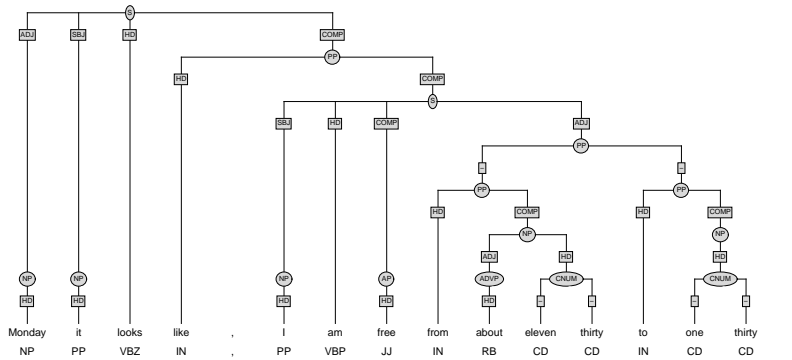 S
ADJ SBJ HD COMP
PP
HD COMP
S
SBJ HD COMP ADJ
PP
– –
PP PP
HD COMP HD COMP
NP NP
ADJ HD HD
NP NP NP AP ADVP CNUM CNUM
HD HD HD HD HD – – – –
Monday it looks like , I am free from about eleven thirty to one thirty
NP PP VBZ IN , PP VBP JJ IN RB CD CD IN CD CD